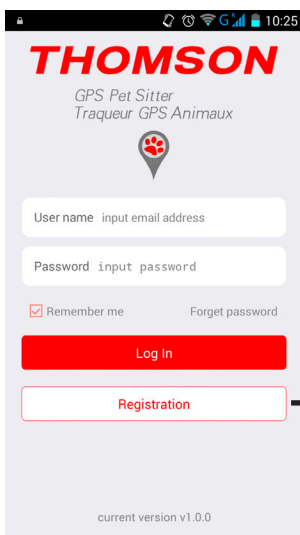 G 10:25
THOMSON
GPS Pet Sitter
Traqueur GPS Animaux
User name input email address
Password input password
Remember me Forget password
Log In
Registration
current version v1.0.0